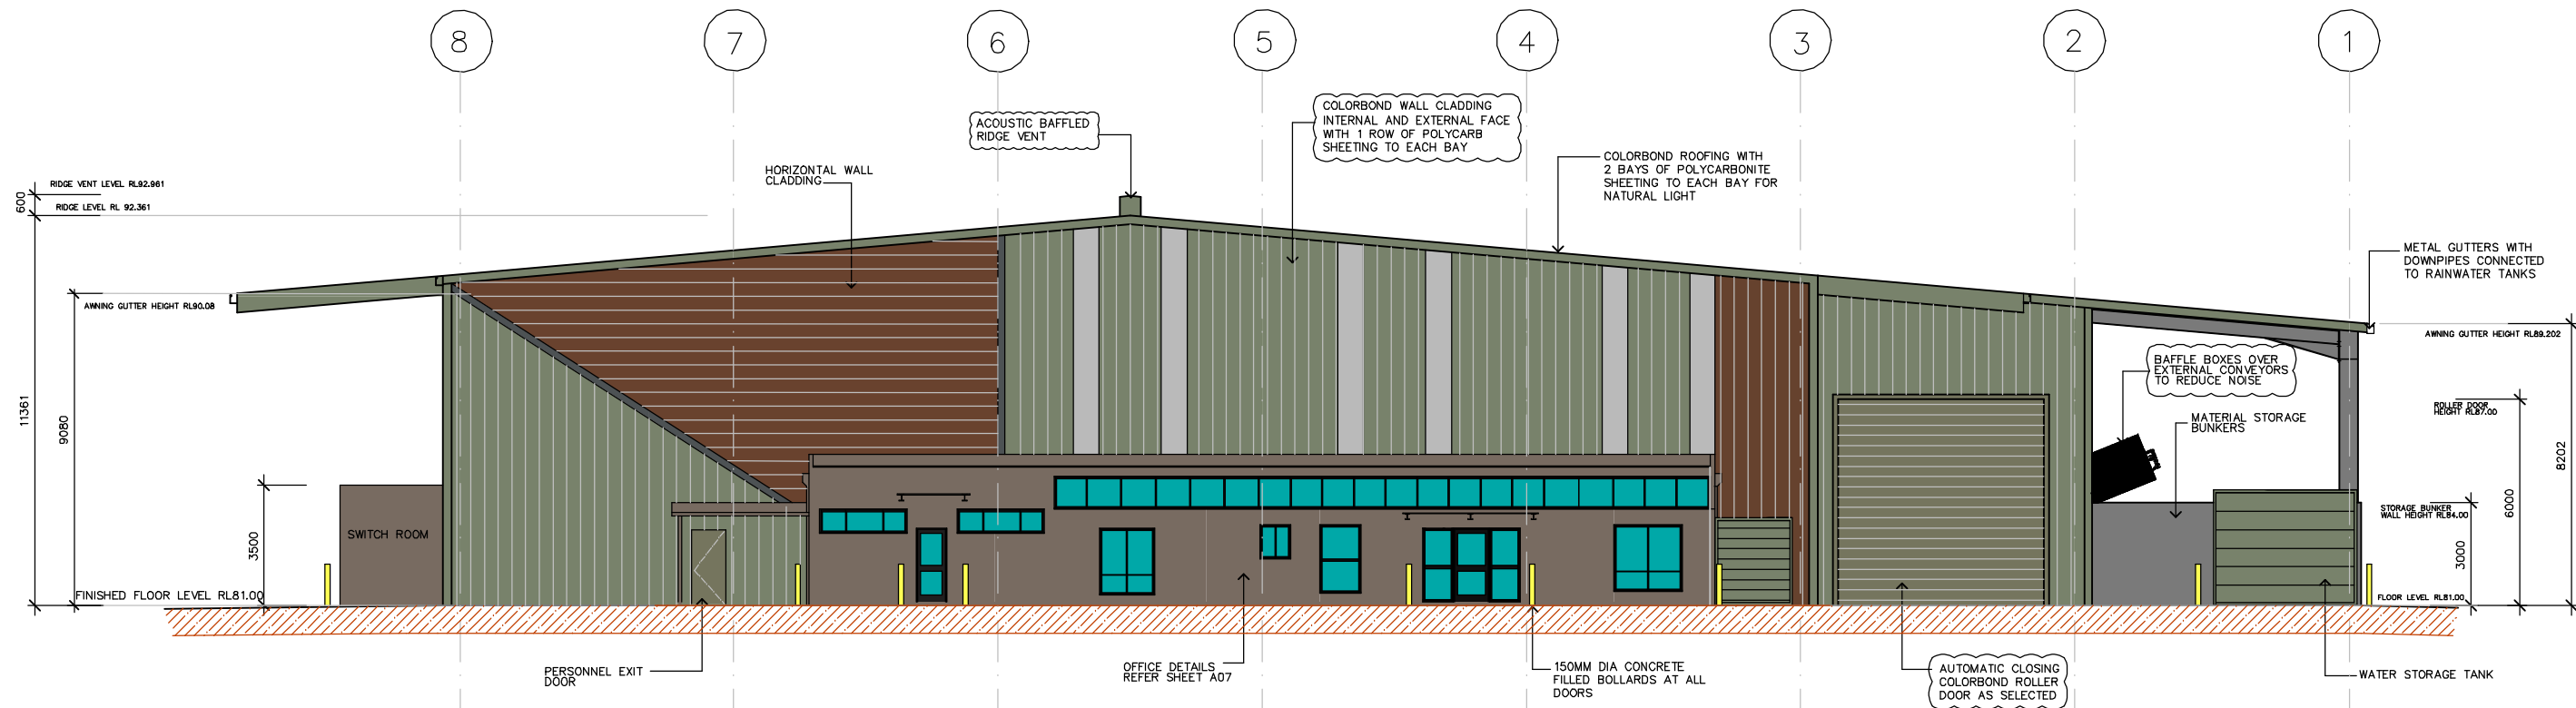 8
7
6
5
4
3
2
1
ACOUSTIC BAFFLED
RIDGE VENT
COLORBOND WALL CLADDING
INTERNAL AND EXTERNAL FACE
WITH 1 ROW OF POLYCARB
SHEETING TO EACH BAY
HORIZONTAL WALL
CLADDING
COLORBOND ROOFING WITH
2 BAYS OF POLYCARBONITE
SHEETING TO EACH BAY FOR
NATURAL LIGHT
600
RIDGE VENT LEVEL RL92.961
RIDGE LEVEL RL 92.361
METAL GUTTERS WITH
DOWNPIPES CONNECTED
TO RAINWATER TANKS
AWNING GUTTER HEIGHT RL90.08
AWNING GUTTER HEIGHT RL89.202
11361
9080
BAFFLE BOXES OVER
EXTERNAL CONVEYORS
TO REDUCE NOISE
ROLLER DOOR
HEIGHT RL87.00
MATERIAL STORAGE
BUNKERS
8202
6000
STORAGE BUNKER
WALL HEIGHT RL84.00
3500
SWITCH ROOM
3000
FINISHED FLOOR LEVEL RL81.00
FLOOR LEVEL RL81.00
PERSONNEL EXIT
DOOR
OFFICE DETAILS
REFER SHEET A07
150MM DIA CONCRETE
FILLED BOLLARDS AT ALL
DOORS
AUTOMATIC CLOSING
COLORBOND ROLLER
DOOR AS SELECTED
WATER STORAGE TANK